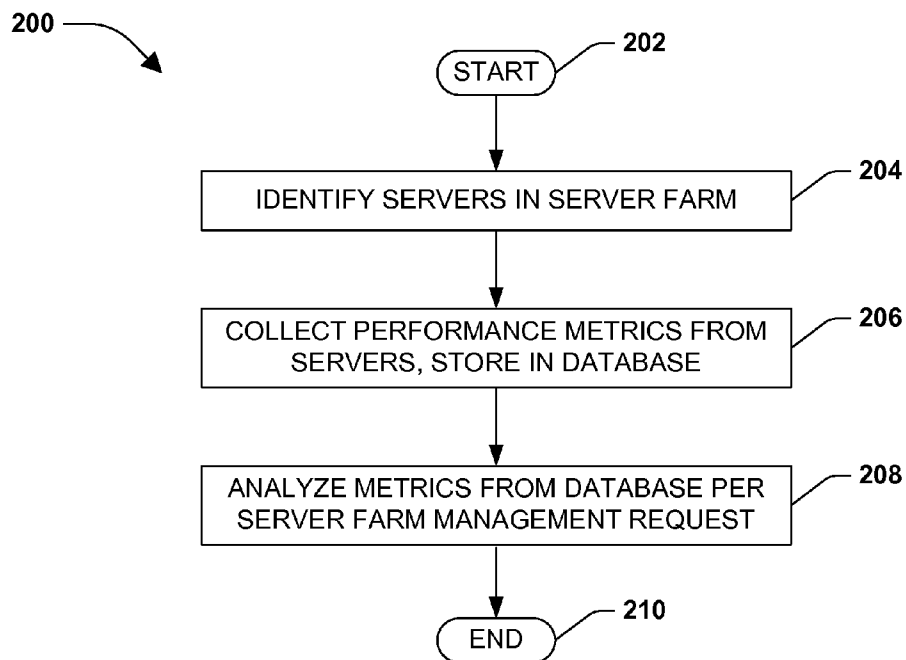 200
202
START
204
IDENTIFY SERVERS IN SERVER FARM
206
COLLECT PERFORMANCE METRICS FROM
SERVERS, STORE IN DATABASE
208
ANALYZE METRICS FROM DATABASE PER
SERVER FARM MANAGEMENT REQUEST
210
END